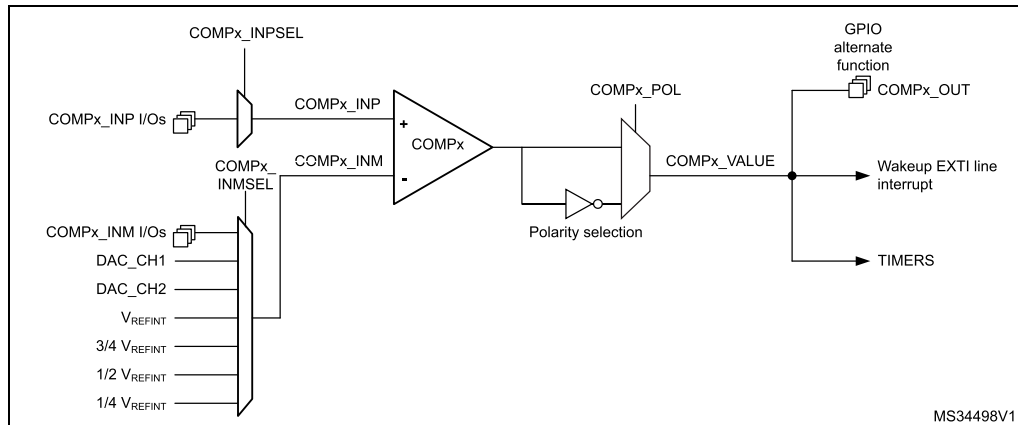 COMPx_INPSEL
GPIO
alternate
function
COMPx_POL
COMPx_OUT
COMPx_INP I/Os
COMPx_INP
+
COMPx
-
COMPx_INM
COMPx_
INMSEL
COMPx_VALUE
Wakeup EXTI line
interrupt
Polarity selection
COMPx_INM I/Os
DAC_CH1
TIMERS
DAC_CH2
VREFINT
3/4 VREFINT
1/2 VREFINT
1/4 VREFINT
MS34498V1